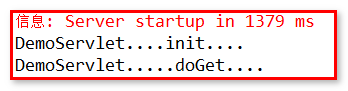 信息: Server startup in 1379 ms
DemoServlet....init....
DemoServlet.....doGet....